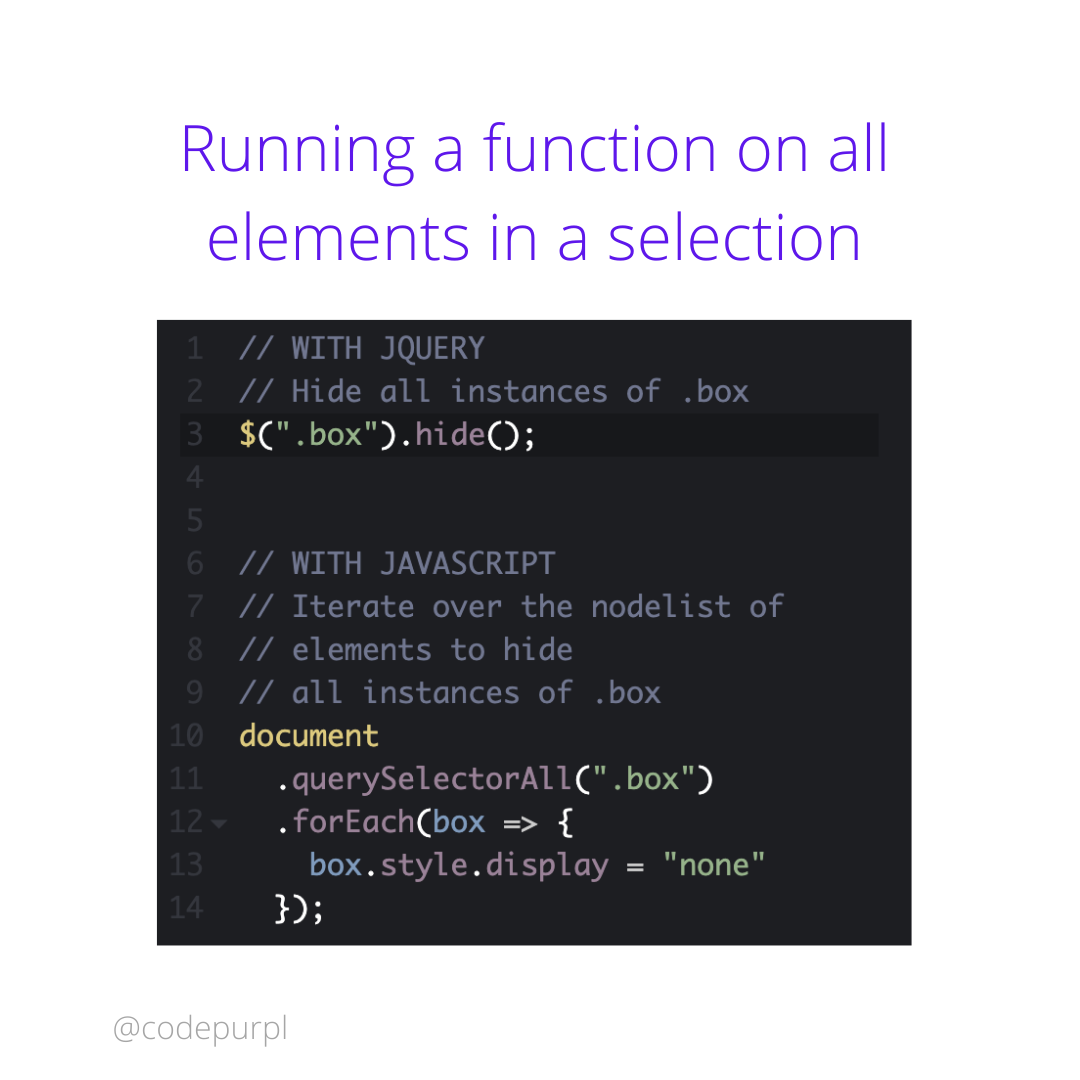 Running a function on all
elements in a selection
1 // WITH JQUERY
2 // Hide all instances of .box
3 $(".box").hide();
4
5
6 // WITH JAVASCRIPT
7 // Iterate over the nodelist of
8 // elements to hide
9 // all instances of .box
10 document
11 .querySelectorAll(".box")
12 .forEach(box => {
13 box.style.display = "none"
14 });
@codepurpl